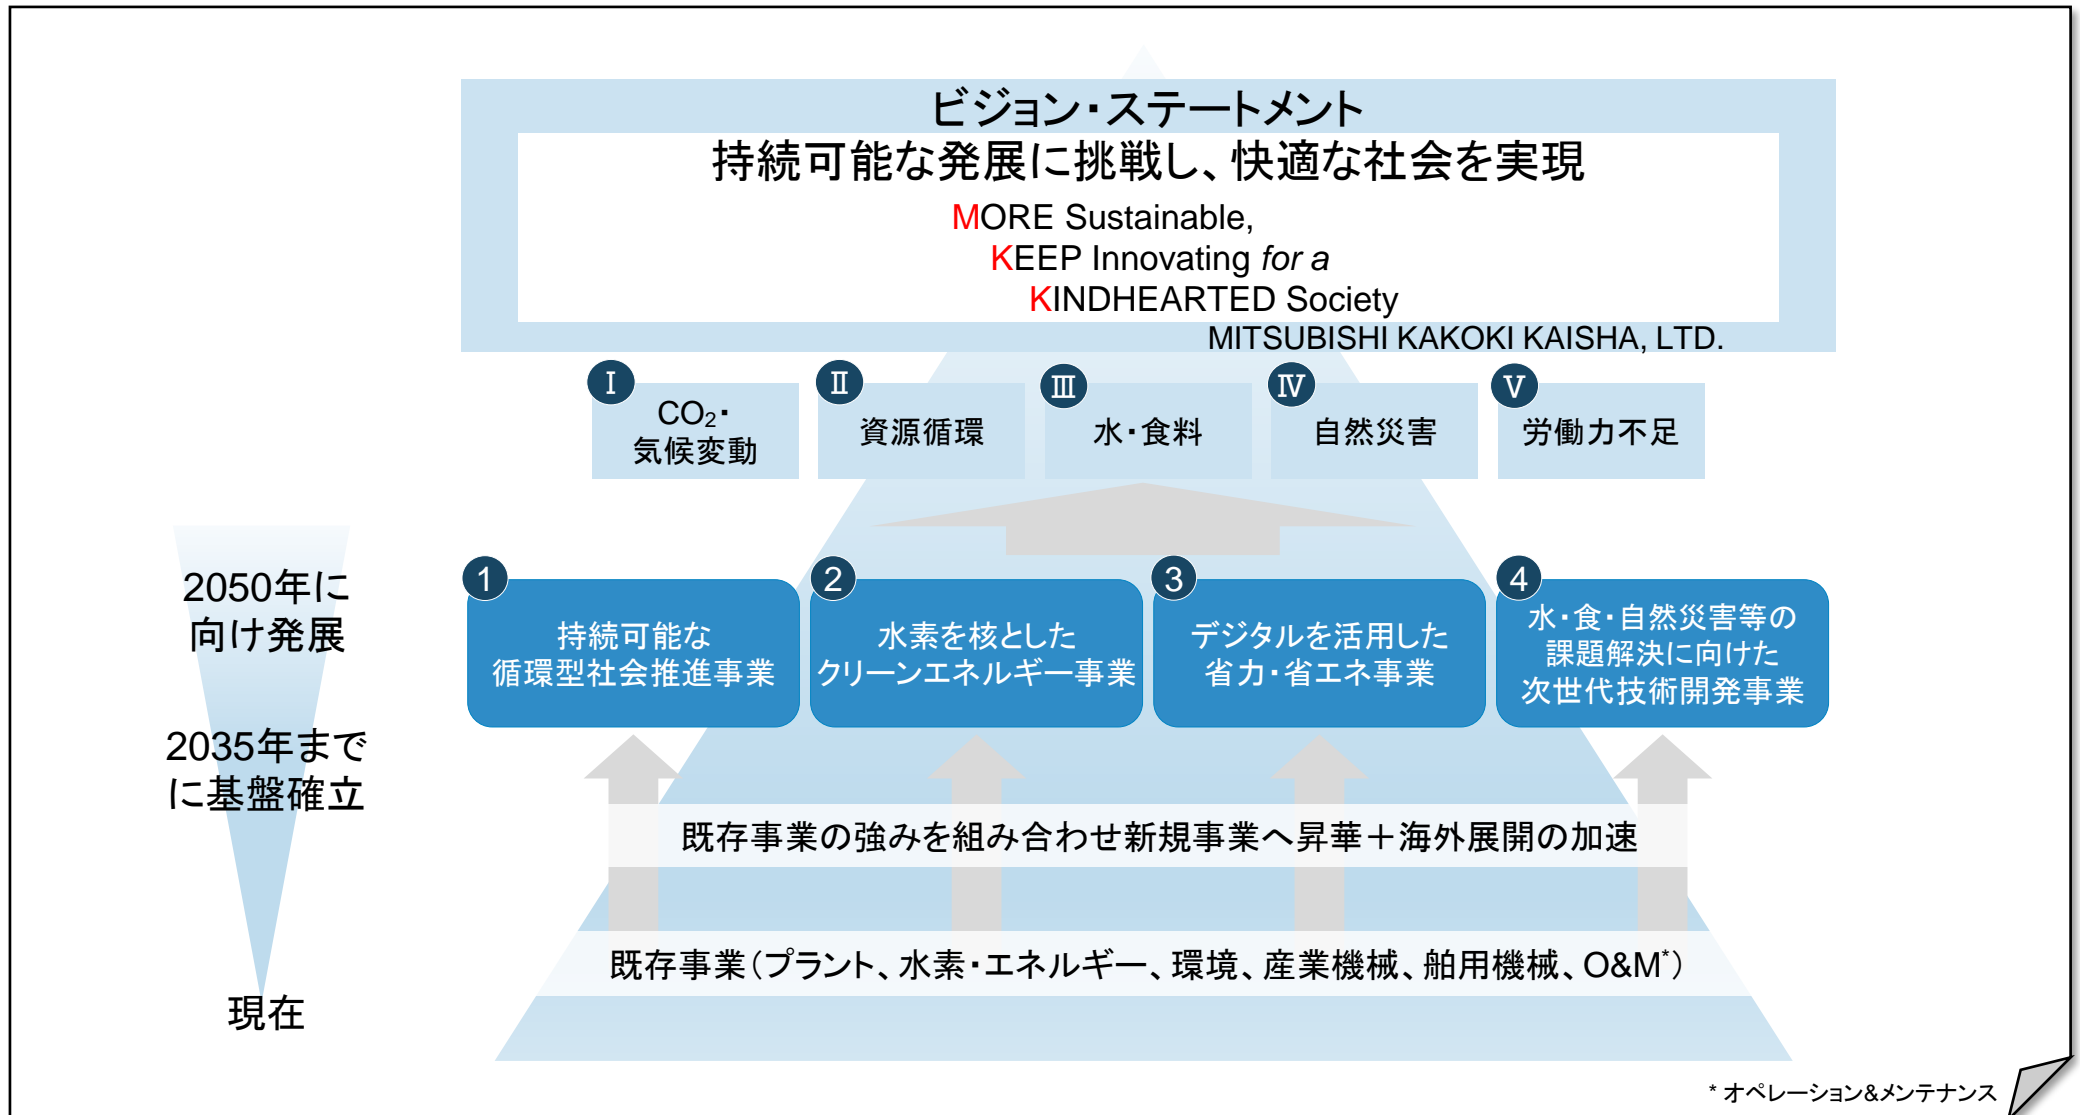 ビジョン・ステートメント
持続可能な発展に挑戦し、快適な社会を実現
MORE Sustainable,
KEEP Innovating for a
KINDHEARTED Society
MITSUBISHI KAKOKI KAISHA, LTD.
Ⅰ
CO₂・
気候変動
Ⅱ
資源循環
Ⅲ
水・食料
Ⅳ
自然災害
Ⅴ
労働力不足
2050年に
向け発展
2035年まで
に基盤確立
現在
1
持続可能な
循環型社会推進事業
2
水素を核とした
クリーンエネルギー事業
3
デジタルを活用した
省力・省エネ事業
4
水・食・自然災害等の
課題解決に向けた
次世代技術開発事業
既存事業の強みを組み合わせ新規事業へ昇華＋海外展開の加速
既存事業（プラント、水素・エネルギー、環境、産業機械、舶用機械、O&M*）
* オペレーション&メンテナンス